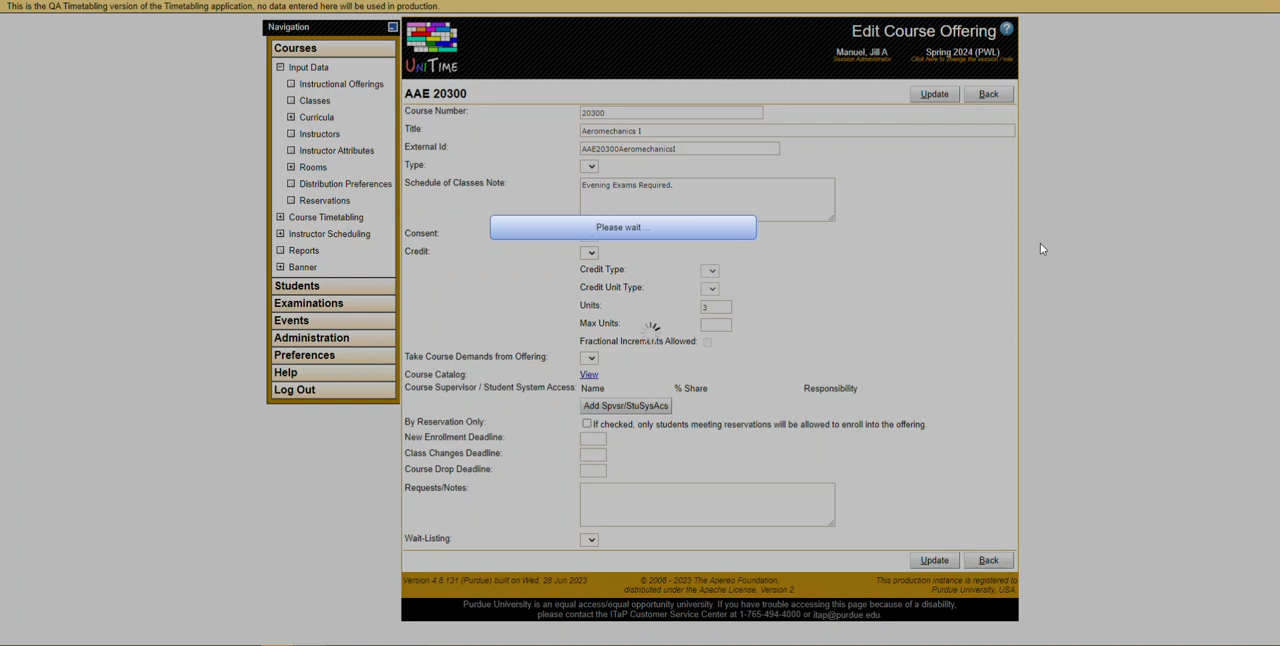 This is the QA Timetabling version of the Timetabling application, no data entered here will be used in production.
Navigation
Courses
Input Data
Instructional Offerings
Classes
Curricula
Instructors
Instructor Attributes
Rooms
Distribution Preferences
Reservations
Course Timetabling
Instructor Scheduling
Reports
Banner
Students
Examinations
Events
Administration
Preferences
Help
Log Out
UNITIME
Edit Course Offering ?
Manuel, Jill A
Session Administrator
Spring 2024 (PWL)
Click here to change the session / role
AAE 20300
Update Back
Course Number: 20300
Title: Aeromechanics I
External Id: AAE20300AeromechanicsI
Type:
Schedule of Classes Note: Evening Exams Required.
Please wait ...
Consent:
Credit:
Credit Type:
Credit Unit Type:
Units: 3
Max Units:
Fractional Increments Allowed:
Take Course Demands from Offering:
Course Catalog: View
Course Supervisor / Student System Access: Name % Share Responsibility
Add Spvsr/StuSysAcs
By Reservation Only: If checked, only students meeting reservations will be allowed to enroll into the offering.
New Enrollment Deadline:
Class Changes Deadline:
Course Drop Deadline:
Requests/Notes:
Wait-Listing:
Update Back
Version 4.8.131 (Purdue) built on Wed, 28 Jun 2023
© 2008 - 2023 The Apereo Foundation,
distributed under the Apache License, Version 2.
This production instance is registered to
Purdue University, USA.
Purdue University is an equal access/equal opportunity university. If you have trouble accessing this page because of a disability,
please contact the ITaP Customer Service Center at 1-765-494-4000 or itap@purdue.edu.